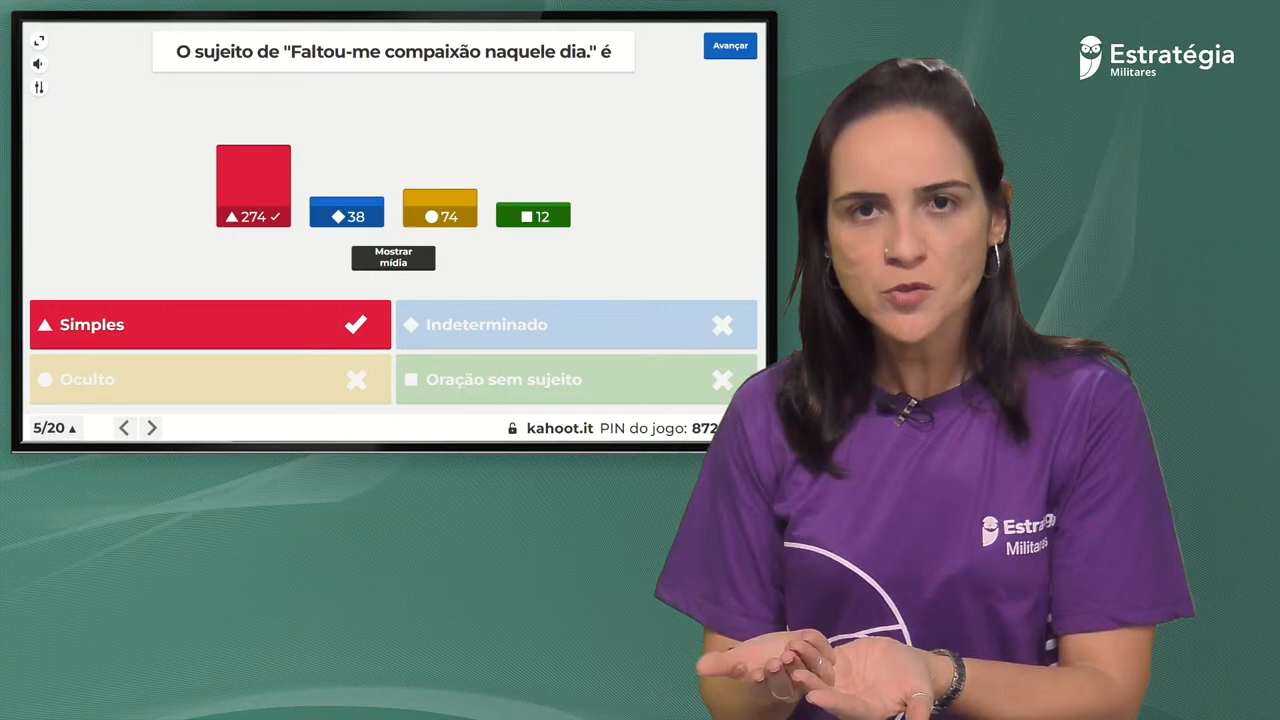 O sujeito de "Faltou-me compaixão naquele dia." é
Avançar
274
38
74
12
Mostrar
mídia
Simples
Indeterminado
Oculto
Oração sem sujeito
5/20
kahoot.it PIN do jogo: 872
Estratégia
Militares
Estratégia
Militares